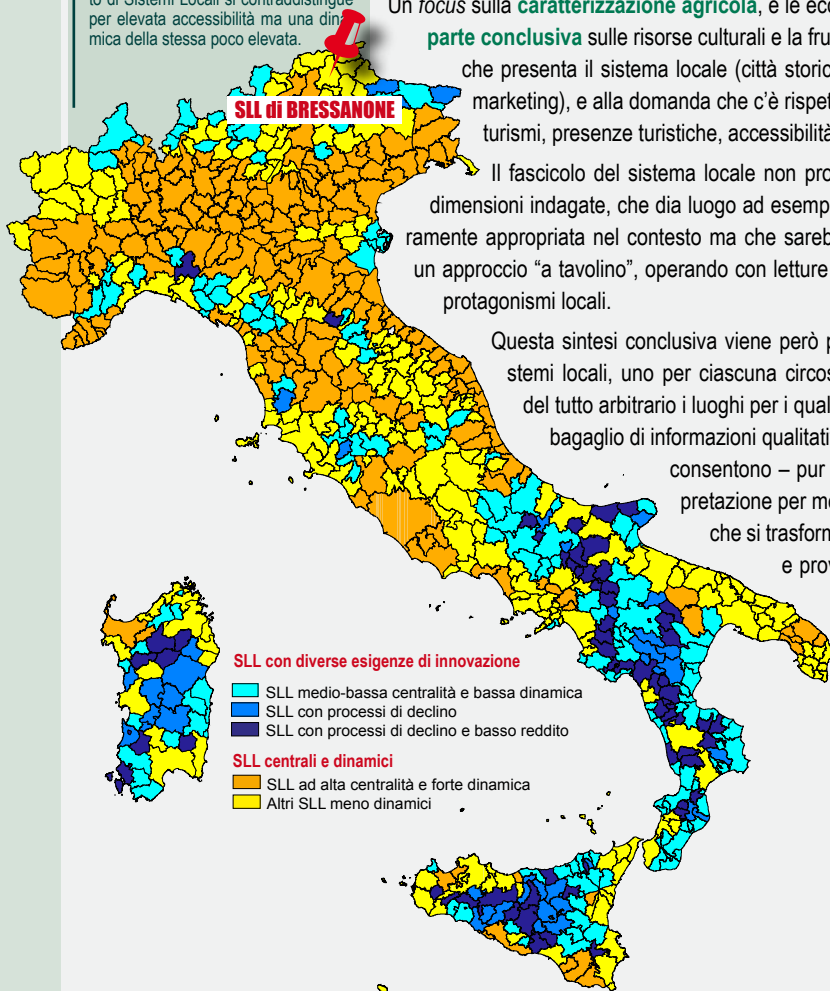 to di Sistemi Locali si contraddistingue
per elevata accessibilità ma una dina
mica della stessa poco elevata.
Un focus sulla caratterizzazione agricola, e le eco
parte conclusiva sulle risorse culturali e la fru
che presenta il sistema locale (città storic
marketing), e alla domanda che c'è rispet
turismi, presenze turistiche, accessibilità
Il fascicolo del sistema locale non pro
dimensioni indagate, che dia luogo ad esemp
ramente appropriata nel contesto ma che sareb
un approccio “a tavolino”, operando con letture
protagonismi locali.
Questa sintesi conclusiva viene però p
stemi locali, uno per ciascuna circos
del tutto arbitrario i luoghi per i qual
bagaglio di informazioni qualitati
consentono – pur
pretazione per me
che si trasforn
e prov
SLL di BRESSANONE
SLL con diverse esigenze di innovazione
SLL medio-bassa centralità e bassa dinamica
SLL con processi di declino
SLL con processi di declino e basso reddito
SLL centrali e dinamici
SLL ad alta centralità e forte dinamica
Altri SLL meno dinamici